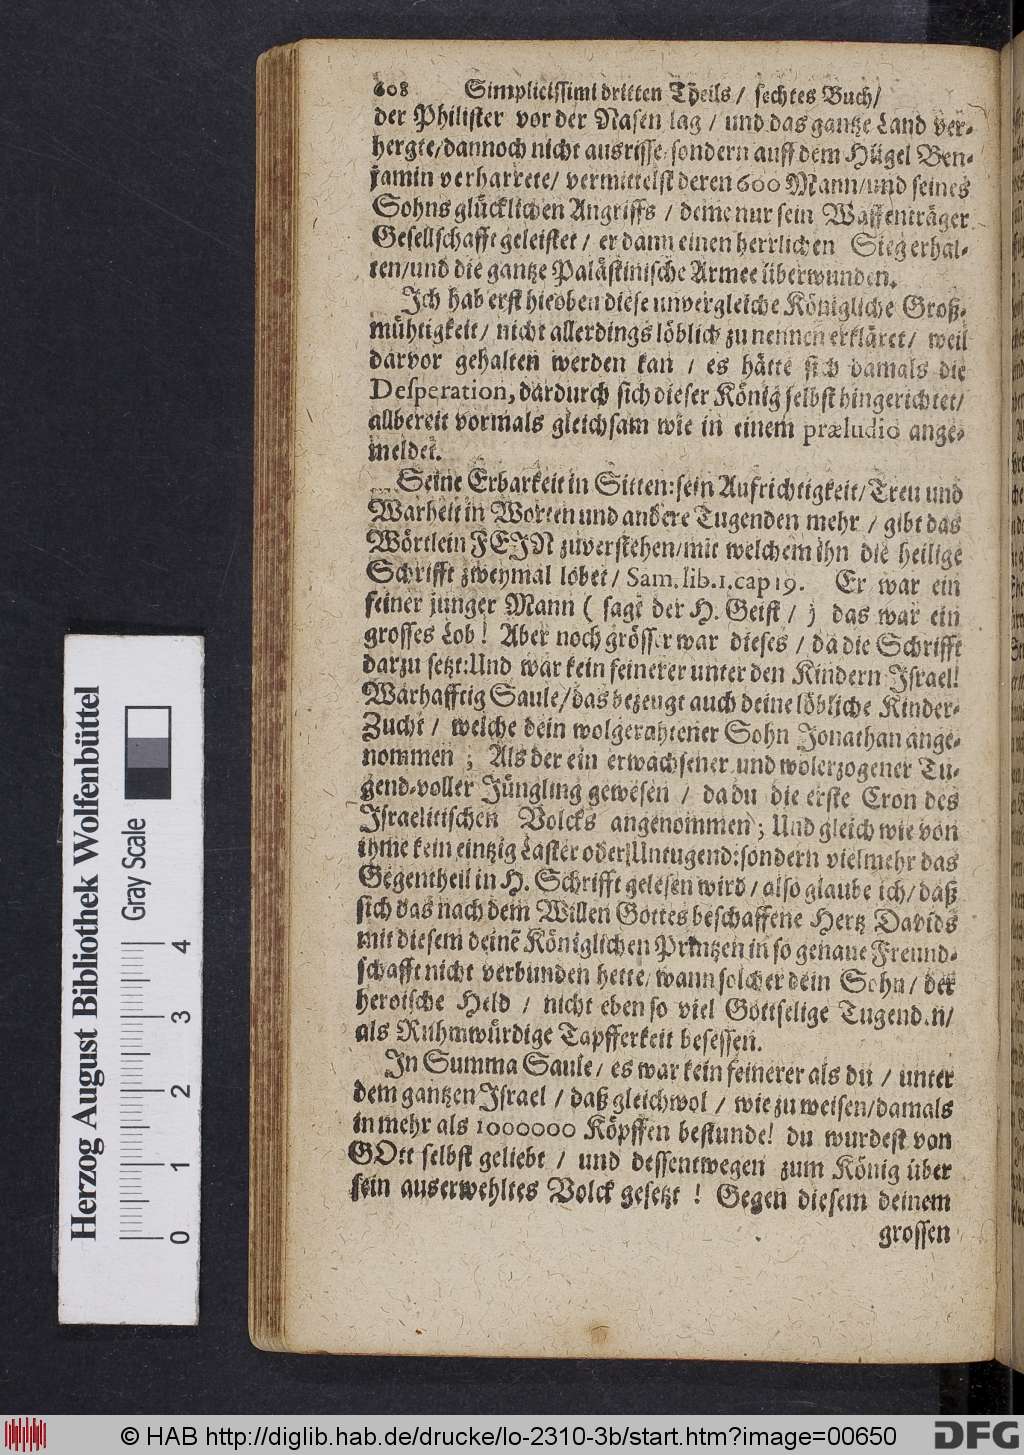 608 Simplicissimi dritten Theils / sechtes Buch /
der Philister vor der Nasen lag / und das gantze Land ver-
hergte / dannoch nicht ausrisse / sondern auff dem Hügel Ben-
jamin verharrete / vermittelst deren 600 Mann / und seines
Sohns glücklichen Angriffs / deme nur sein Waffenträger
Gesellschafft geleistet / er dann einen herrlichen Sieg erhal-
ten / und die gantze Palästinische Armee überwunden.
Ich hab erst hieoben diese unvergleiche Königliche Groß-
mühtigkeit / nicht allerdings löblich zu nennen erkläret / weil
darvor gehalten werden kan / es hätte sich damals die
Desperation, dardurch sich dieser König selbst hingerichtet /
allbereit vormals gleichsam wie in einem præludio ange-
meldet.
Seine Erbarkeit in Sitten: sein Aufrichtigkeit / Treu und
Warheit in Worten und andere Tugenden mehr / gibt das
Wörtlein FEIN zuverstehen / mit welchem ihn die heilige
Schrifft zweymal lobet / Sam. lib. 1. cap 19. Er war ein
feiner junger Mann ( sagt der H. Geist / ) das war ein
grosses Lob! Aber noch grösser war dieses / da die Schrifft
darzu setzt: Und war kein feinerer unter den Kindern Israel!
Warhafftig Saule / das bezeugt auch deine löbliche Kinder-
Zucht / welche dein wolgerahtener Sohn Jonathan ange-
nommen ; Als der ein erwachsener und wolerzogener Tu-
gend-voller Jüngling gewesen / da du die erste Cron des
Israelitischen Volcks angenommen ; Und gleich wie von
ihme kein eintzig Laster oder Untugend: sondern vielmehr das
Gegentheil in H. Schrifft gelesen wird / also glaube ich / daß
sich das nach dem Willen Gottes beschaffene Hertz Davids
mit diesem deinẽ Königlichen Printzen in so genaue Freund-
schafft nicht verbunden hette / wann solcher dein Sohn / der
heroische Held / nicht eben so viel Gottselige Tugenden /
als Ruhmwürdige Tapfferkeit besessen.
In Summa Saule / es war kein feinerer als du / unter
dem gantzen Israel / daß gleichwol / wie zu weisen / damals
in mehr als 1000000 Köpffen bestunde! du wurdest von
GOtt selbst geliebt / und dessentwegen zum König über
sein auserwehltes Volck gesetzt ! Gegen diesem deinem
grossen
Herzog August Bibliothek Wolfenbüttel
Gray Scale
0 1 2 3 4
© HAB http://diglib.hab.de/drucke/lo-2310-3b/start.htm?image=00650
DFG